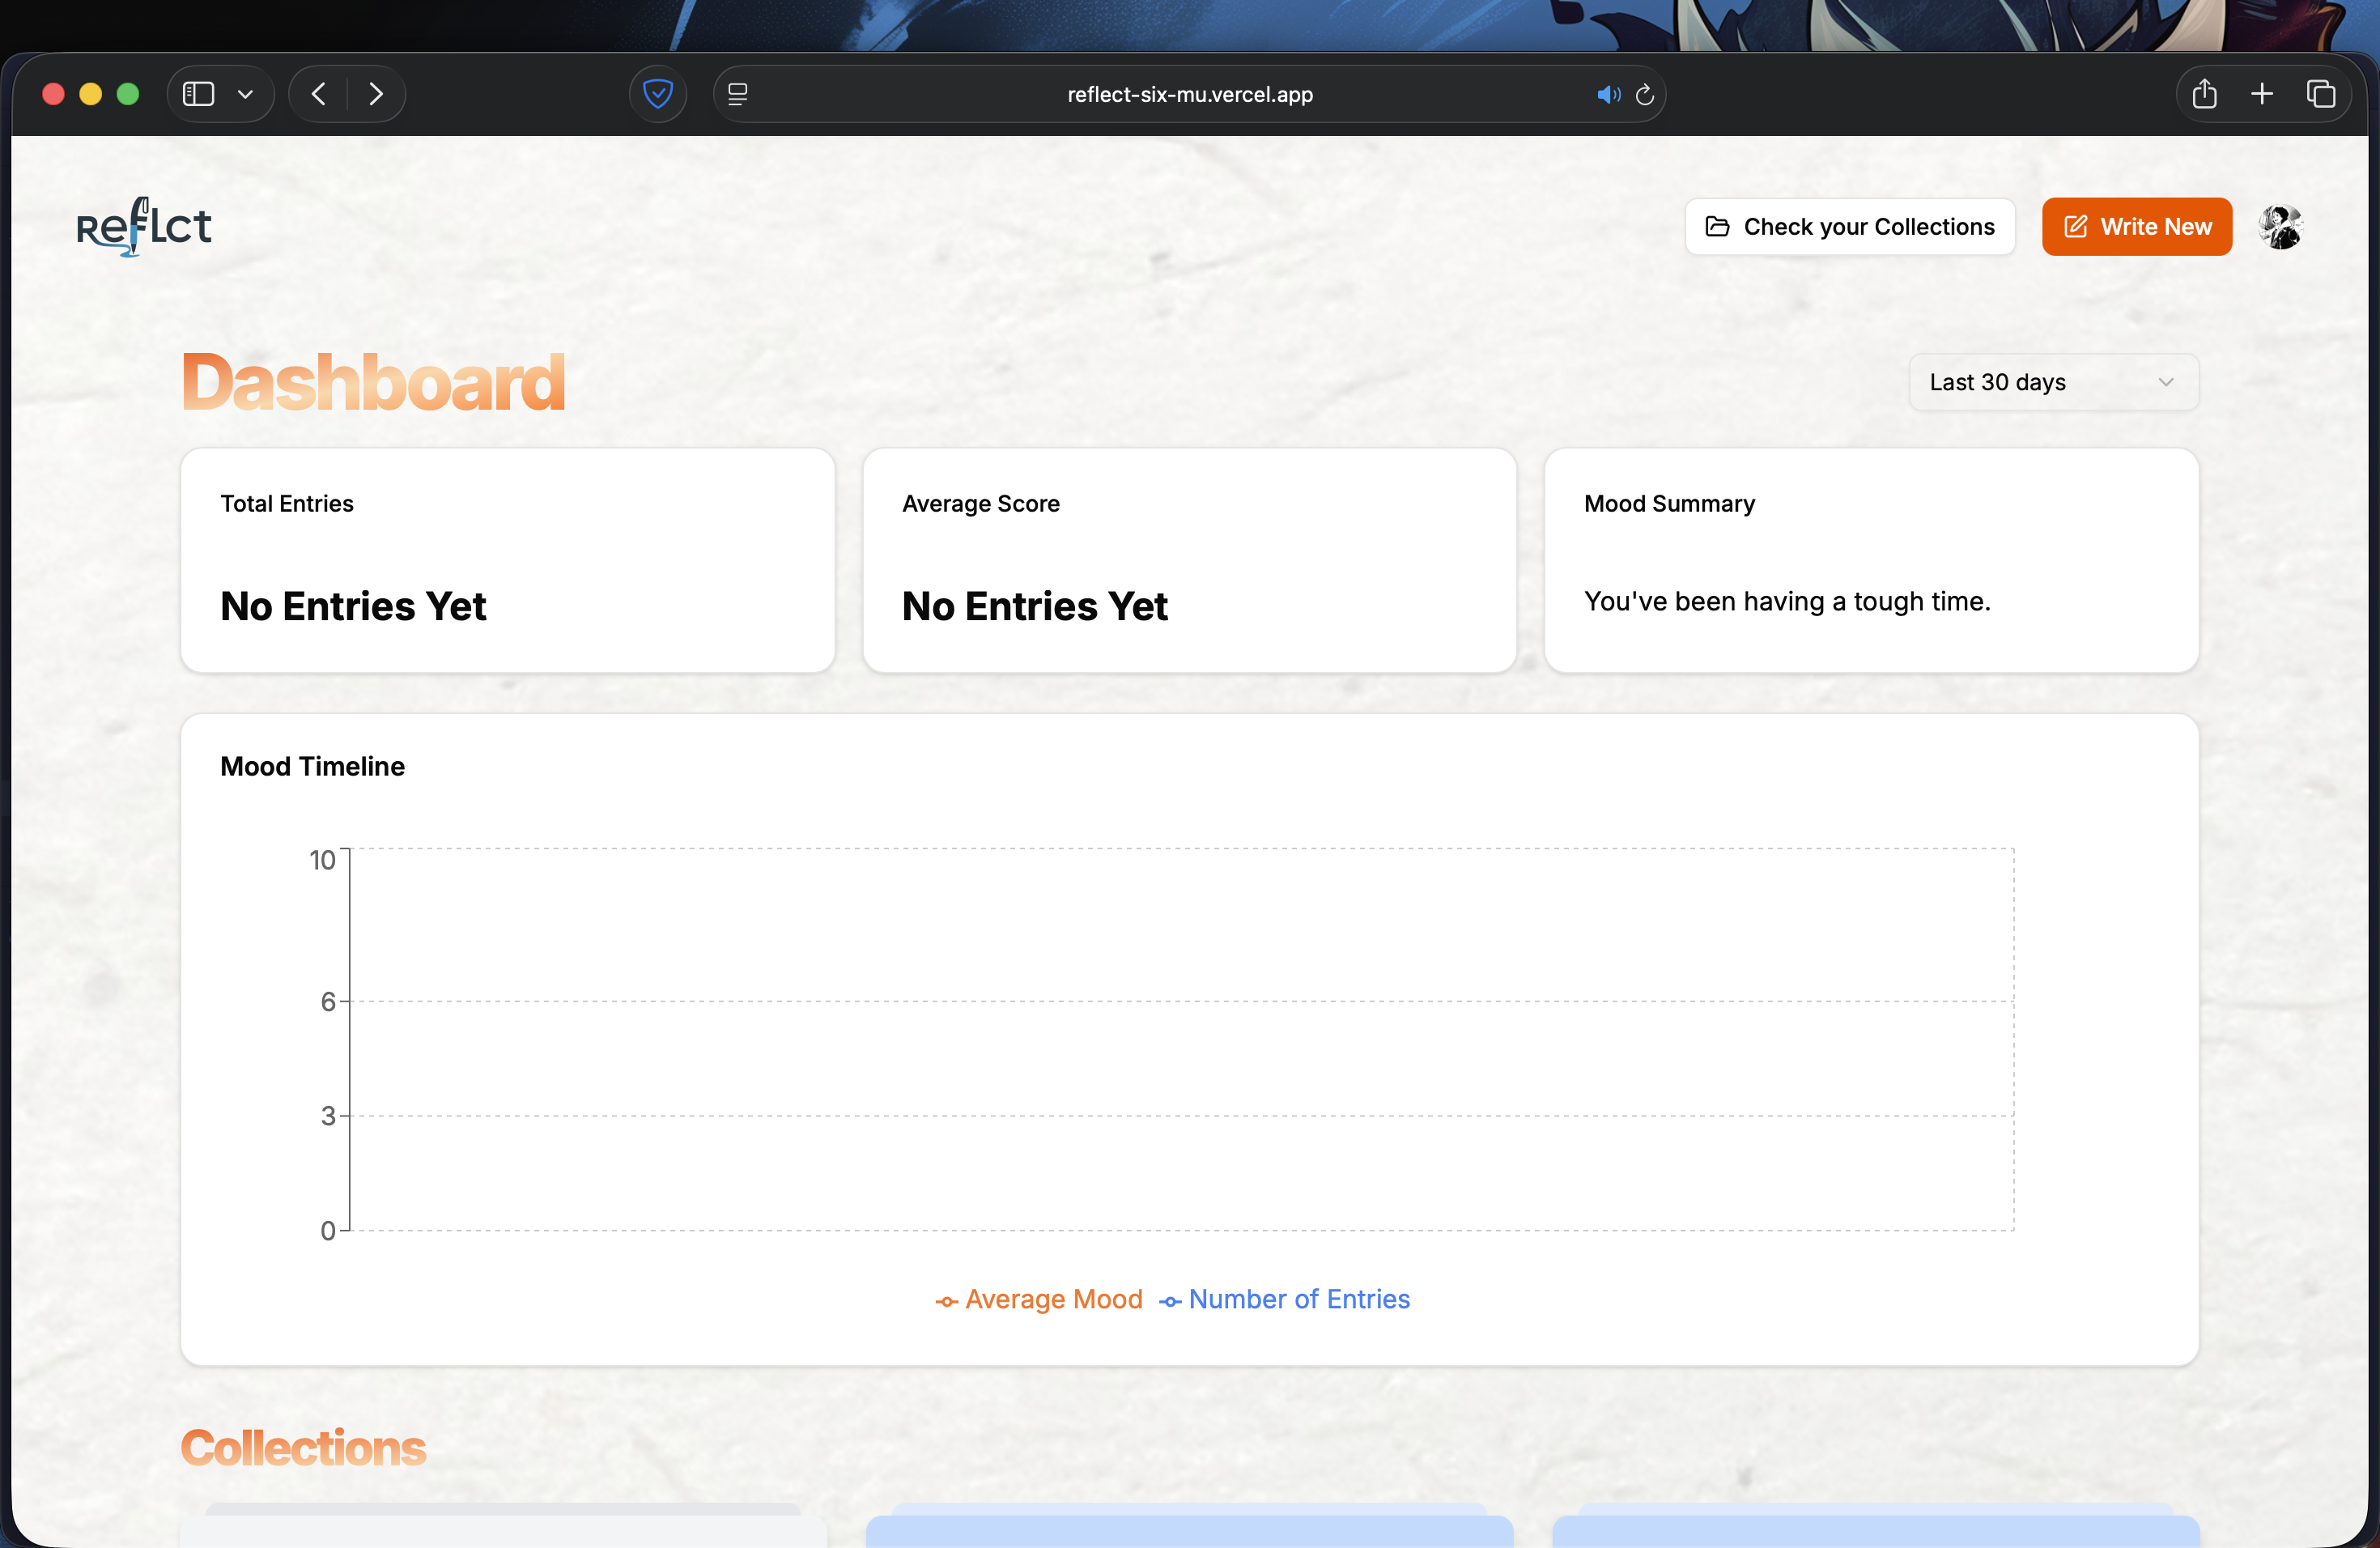 reflect-six-mu.vercel.app
Reflct
Check your Collections
Write New
Dashboard
Last 30 days
Total Entries
No Entries Yet
Average Score
No Entries Yet
Mood Summary
You've been having a tough time.
Mood Timeline
10
6
3
0
Average Mood
Number of Entries
Collections